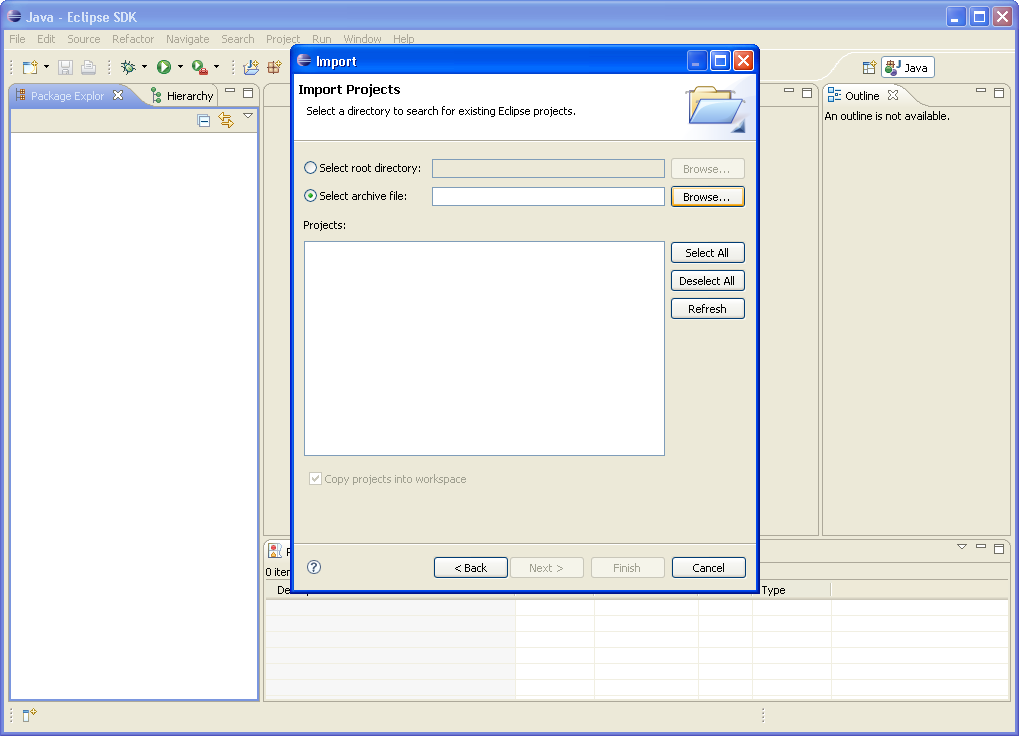 Java - Eclipse SDK
File Edit Source Refactor Navigate Search Project Run Window Help
Java
Package Explor
Hierarchy
Outline
An outline is not available.
Import
Import Projects
Select a directory to search for existing Eclipse projects.
Select root directory: Browse...
Select archive file: Browse...
Projects:
Select All
Deselect All
Refresh
Copy projects into workspace
< Back Next > Finish Cancel
Type